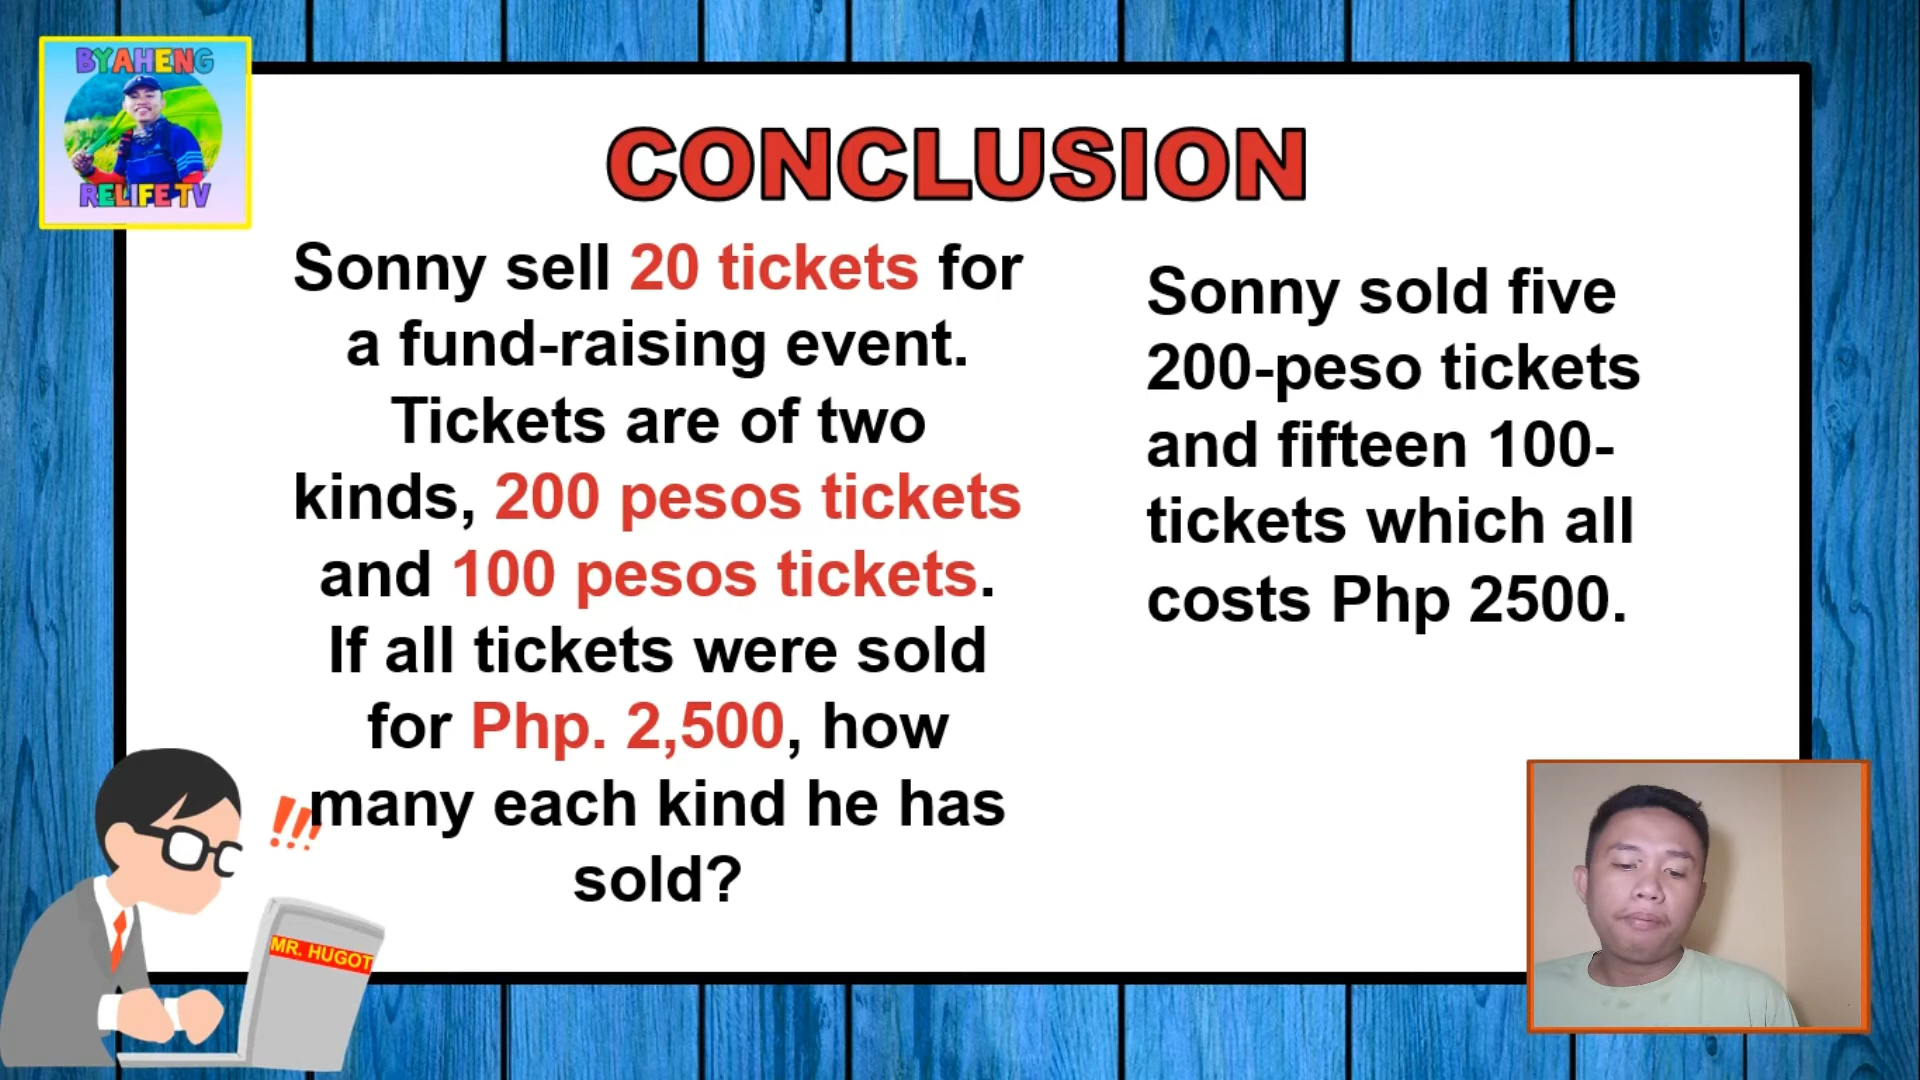 BYAHENG
RELIFE TV
CONCLUSION
Sonny sell 20 tickets for
a fund-raising event.
Tickets are of two
kinds, 200 pesos tickets
and 100 pesos tickets.
If all tickets were sold
for Php. 2,500, how
many each kind he has
sold?
Sonny sold five
200-peso tickets
and fifteen 100-
tickets which all
costs Php 2500.
!!!
MR. HUGOT